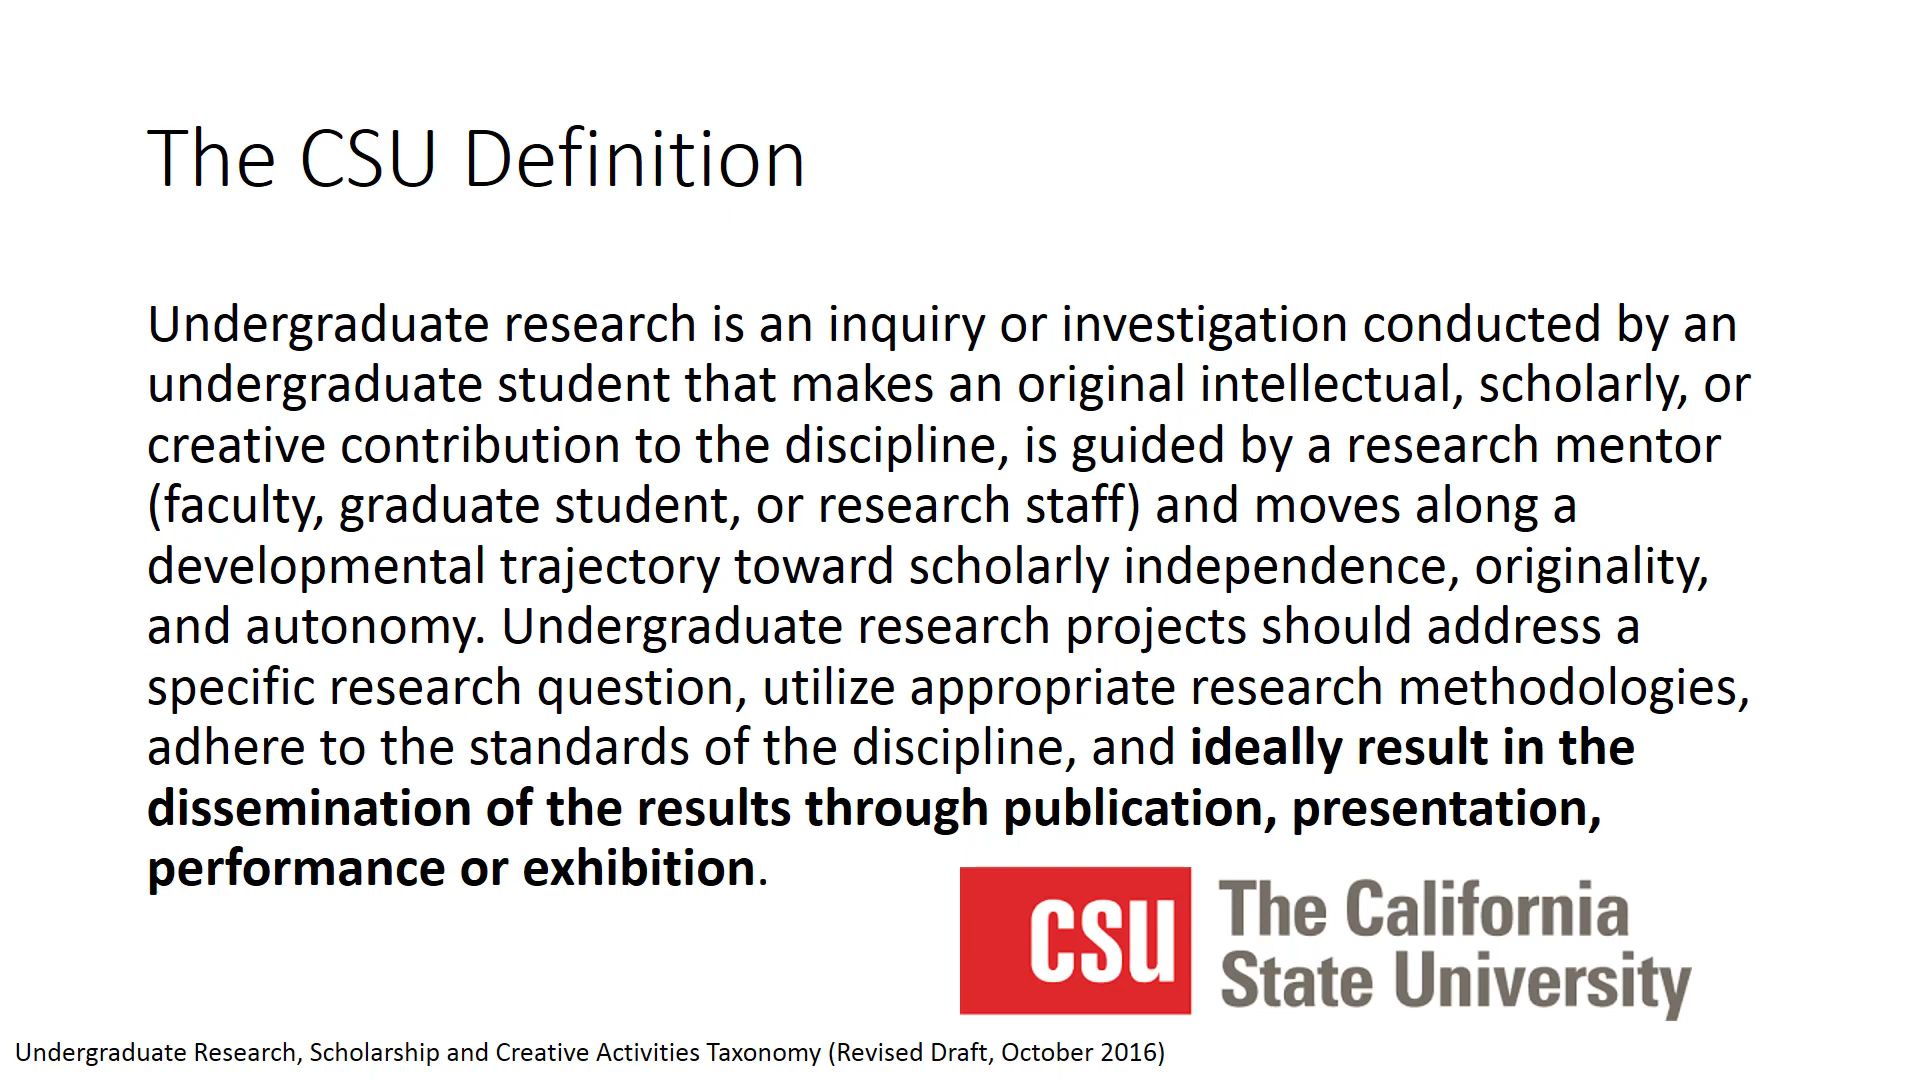 The CSU Definition
Undergraduate research is an inquiry or investigation conducted by an
undergraduate student that makes an original intellectual, scholarly, or
creative contribution to the discipline, is guided by a research mentor
(faculty, graduate student, or research staff) and moves along a
developmental trajectory toward scholarly independence, originality,
and autonomy. Undergraduate research projects should address a
specific research question, utilize appropriate research methodologies,
adhere to the standards of the discipline, and ideally result in the
dissemination of the results through publication, presentation,
performance or exhibition.
CSU
The California
State University
Undergraduate Research, Scholarship and Creative Activities Taxonomy (Revised Draft, October 2016)